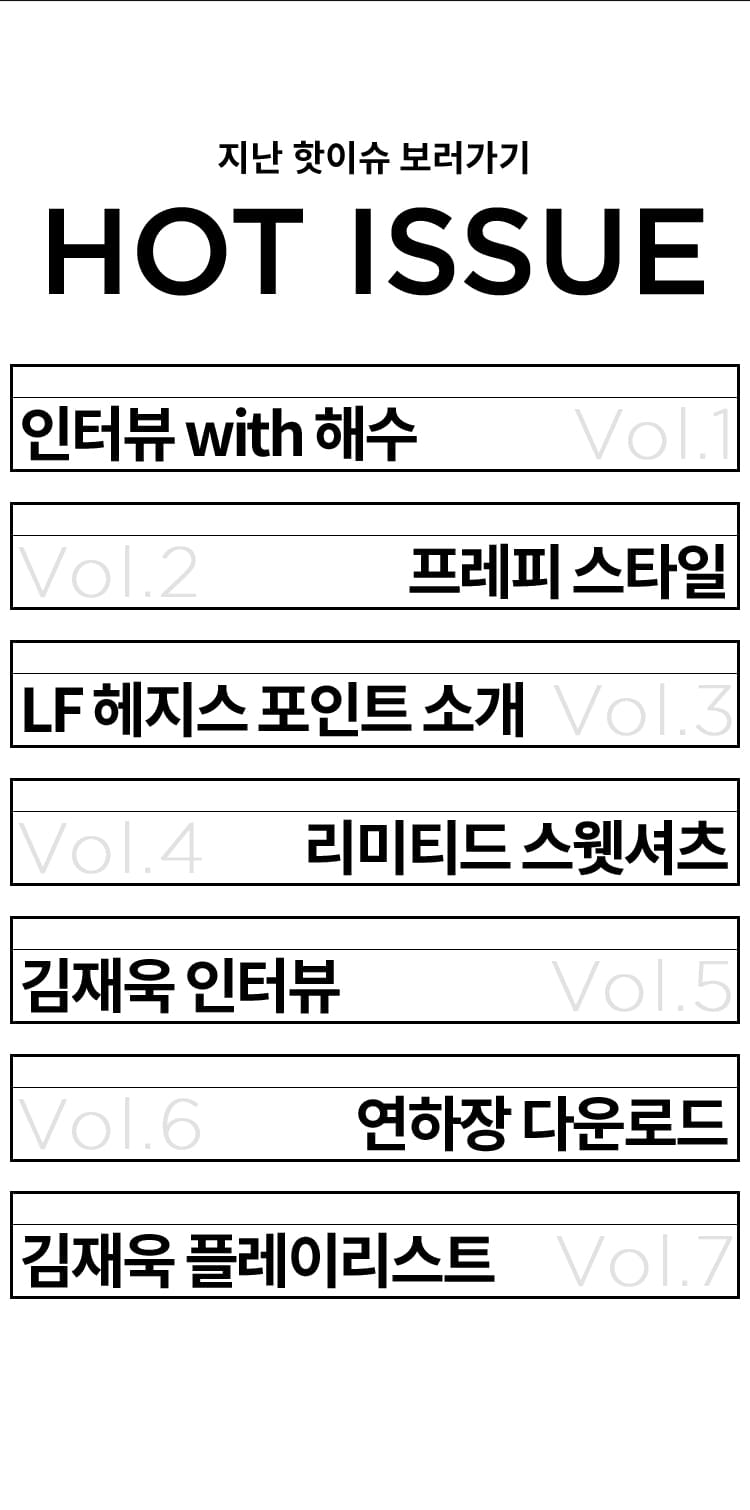 지난 핫이슈 보러가기
HOT ISSUE
인터뷰 with 해수 Vol.1
Vol.2 프레피 스타일
LF 헤지스 포인트 소개 Vol.3
Vol.4 리미티드 스웻셔츠
김재욱 인터뷰 Vol.5
Vol.6 연하장 다운로드
김재욱 플레이리스트 Vol.7